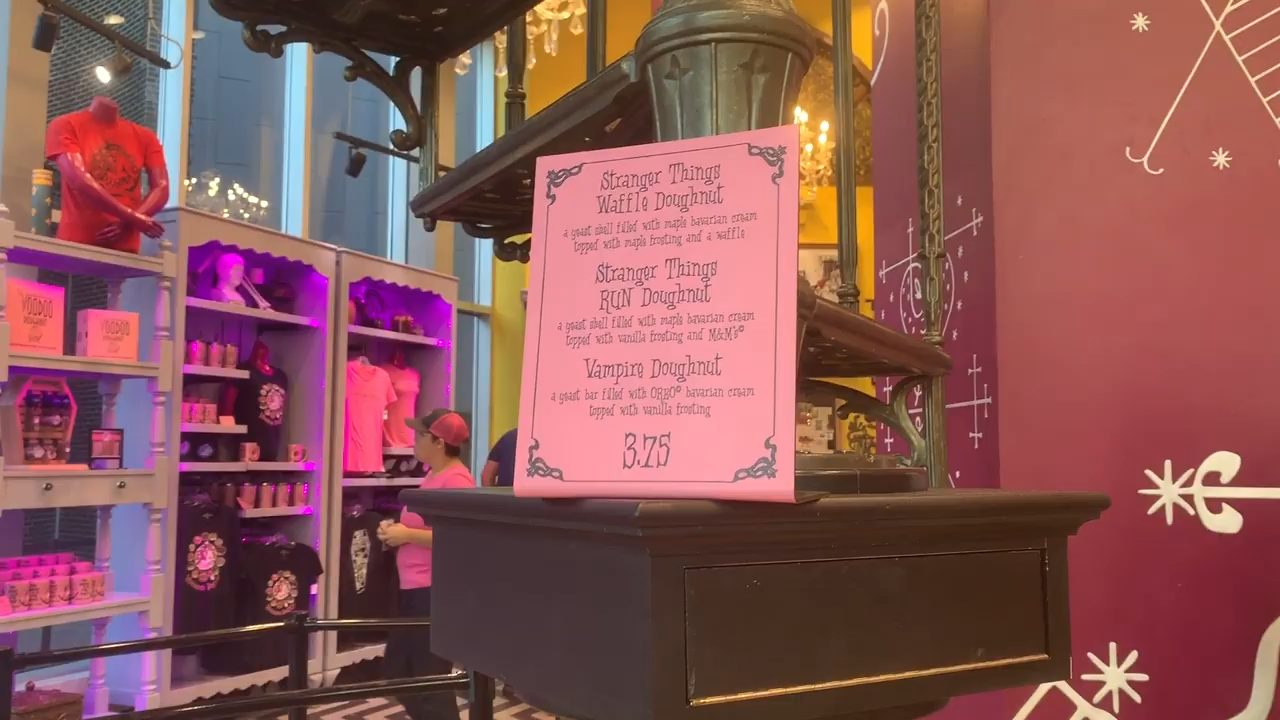 Stranger Things
Waffle Doughnut
a yeast shell filled with maple bavarian cream
topped with maple frosting and a waffle
Stranger Things
RUN Doughnut
a yeast shell filled with maple bavarian cream
topped with vanilla frosting and M&M's®
Vampire Doughnut
a yeast bar filled with OREO® bavarian cream
topped with vanilla frosting
3.75
VOODOO